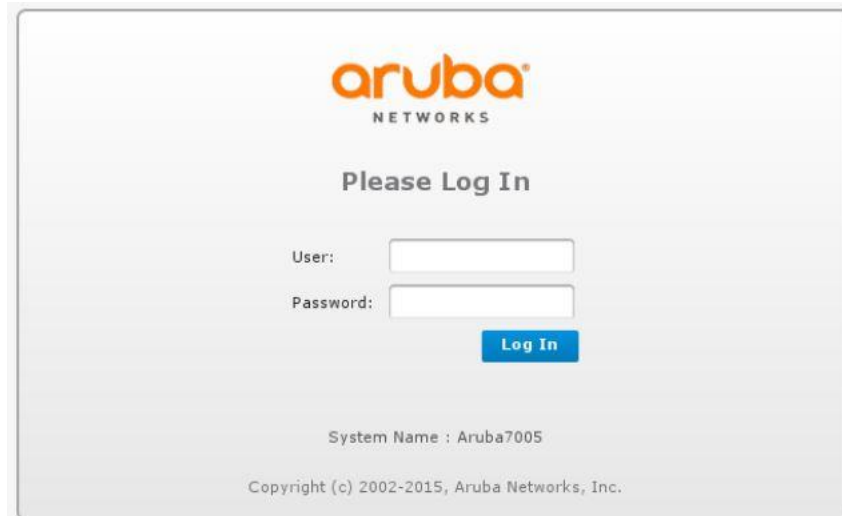 aruba®
NETWORKS
Please Log In
User:
Password:
Log In
System Name : Aruba7005
Copyright (c) 2002-2015, Aruba Networks, Inc.